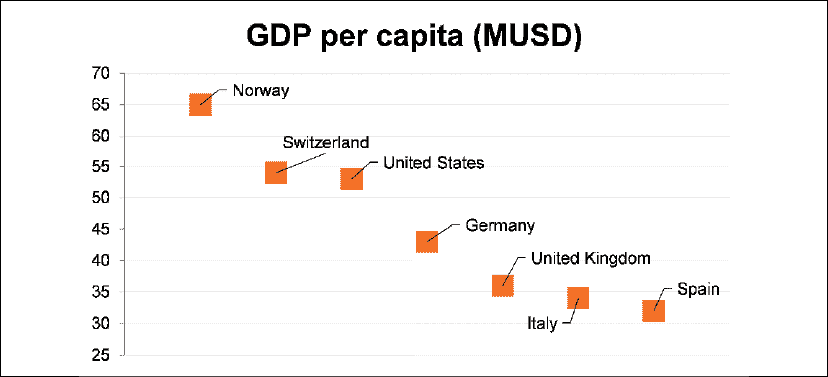 GDP per capita (MUSD)
70
65
60
55
50
45
40
35
30
25
Norway
Switzerland
United States
Germany
United Kingdom
Italy
Spain